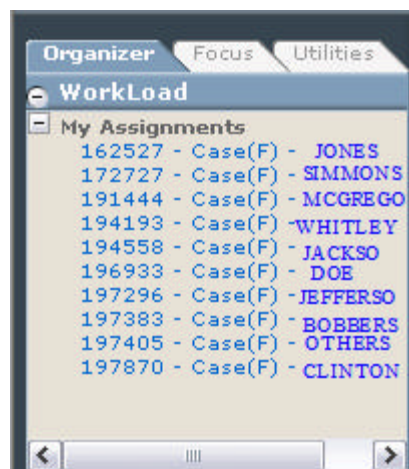 Organizer Focus Utilities
WorkLoad
My Assignments
162527 - Case(F) - JONES
172727 - Case(F) - SIMMONS
191444 - Case(F) - MCGREGO
194193 - Case(F) -WHITLEY
194558 - Case(F) - JACKSO
196933 - Case(F) - DOE
197296 - Case(F) -JEFFERSO
197383 - Case(F) - BOBBERS
197405 - Case(F) - OTHERS
197870 - Case(F) - CLINTON